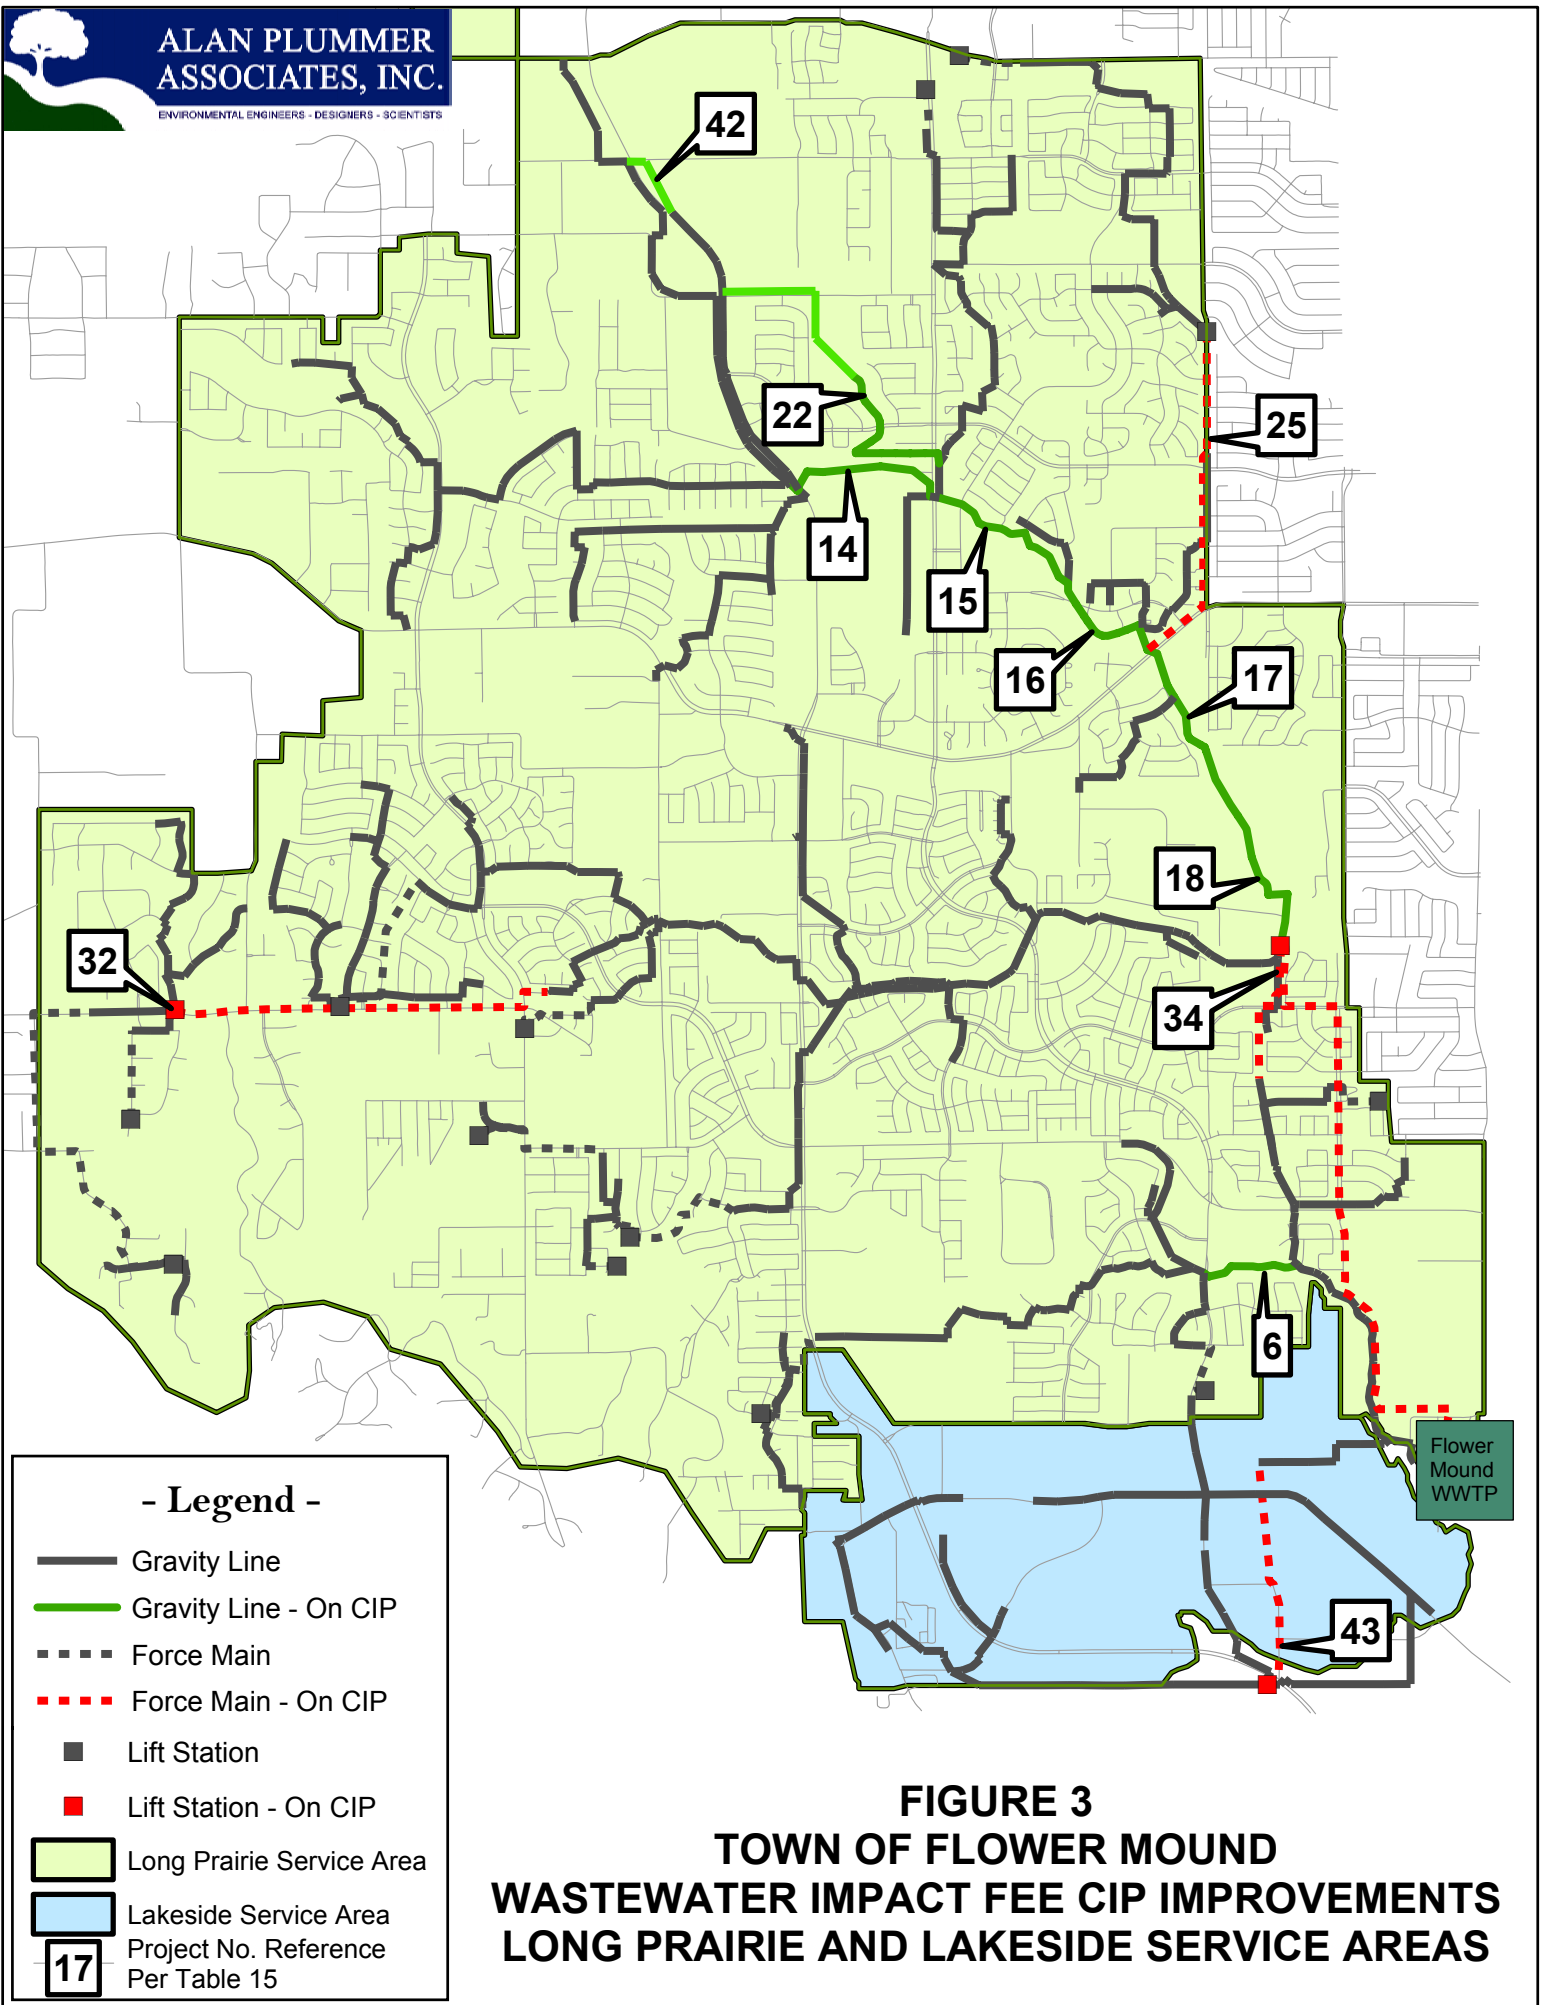 ALAN PLUMMER
ASSOCIATES, INC.
ENVIRONMENTAL ENGINEERS - DESIGNERS - SCIENTISTS
42
22
25
14
15
16
17
18
32
34
6
Flower
Mound
WWTP
43
- Legend -
Gravity Line
Gravity Line - On CIP
Force Main
Force Main - On CIP
Lift Station
Lift Station - On CIP
Long Prairie Service Area
Lakeside Service Area
17
Project No. Reference
Per Table 15
FIGURE 3
TOWN OF FLOWER MOUND
WASTEWATER IMPACT FEE CIP IMPROVEMENTS
LONG PRAIRIE AND LAKESIDE SERVICE AREAS